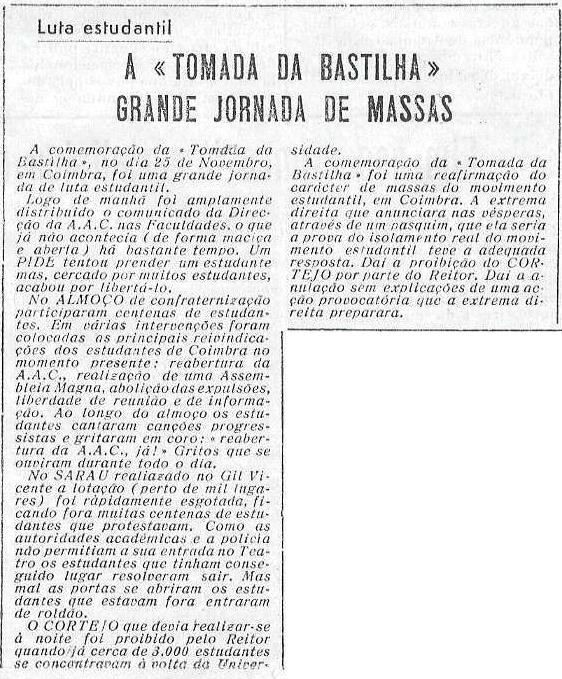 Luta estudantil
A « TOMADA DA BASTILHA »
GRANDE JORNADA DE MASSAS
A comemoração da « Tomada da
Bastilha », no dia 25 de Novembro,
em Coimbra, foi uma grande jorna-
da de luta estudantil.
Logo de manhã foi amplamente
distribuído o comunicado da Direc-
ção da A.A.C. nas Faculdades, o que
já não acontecia ( de forma maciça
e aberta ) há bastante tempo. Um
PIDE tentou prender um estudante
mas, cercado por muitos estudantes,
acabou por libertá-lo.
No ALMOÇO de confraternização
participaram centenas de estudan-
tes. Em várias intervenções foram
colocadas as principais reivindica-
ções dos estudantes de Coimbra no
momento presente: reabertura da
A.A.C., realização de uma Assem-
bleia Magna, abolição das expulsões,
liberdade de reunião e de informa-
ção. Ao longo do almoço os estu-
dantes cantaram canções progres-
sistas e gritaram em coro: « reaber-
tura da A.A.C., já!» Gritos que se
ouviram durante todo o dia.
No SARAU realizado no Gil Vi-
cente a lotação ( perto de mil luga-
res ) foi ràpidamente esgotada, fi-
cando fora muitas centenas de estu-
dantes que protestavam. Como as
autoridades académicas e a polícia
não permitiam a sua entrada no Tea-
tro os estudantes que tinham conse-
guido lugar resolveram sair. Mas
mal as portas se abriram os estu-
dantes que estavam fora entraram
de roldão.
O CORTEJO que devia realizar-se
à noite foi proibido pelo Reitor
quando já cerca de 3.000 estudantes
se concentravam à volta da Univer-
sidade.
A comemoração da « Tomada da
Bastilha » foi uma reafirmação do
carácter de massas do movimento
estudantil, em Coimbra. A extrema
direita que anunciara nas vésperas,
através de um pasquim, que ela seria
a prova do isolamento real do movi-
mento estudantil teve a adequada
resposta. Daí a proibição do COR-
TEJO por parte do Reitor. Daí a a-
nulação sem explicações de uma ac-
ção provocatória que a extrema di-
reita preparara.